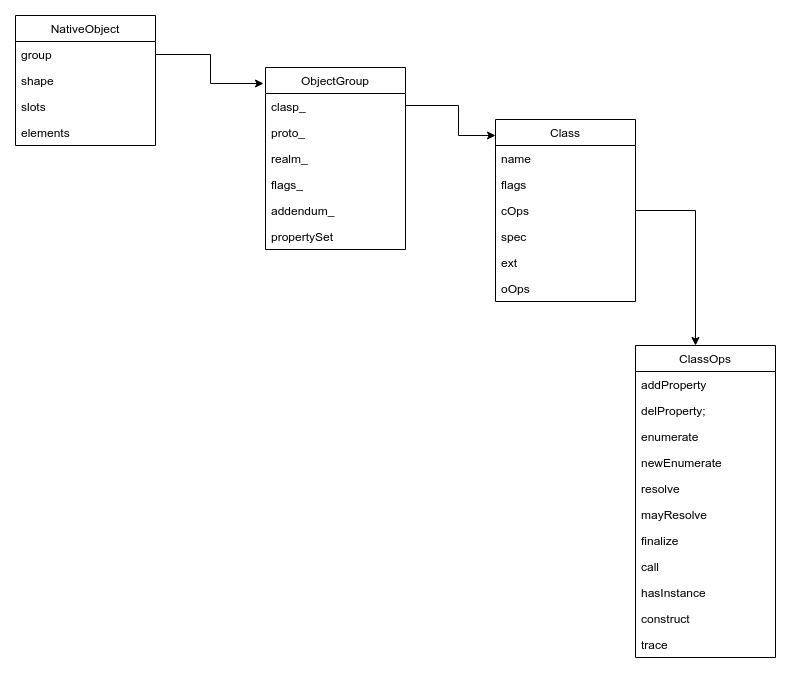 NativeObject
group
shape
slots
elements
ObjectGroup
clasp_
proto_
realm_
flags_
addendum_
propertySet
Class
name
flags
cOps
spec
ext
oOps
ClassOps
addProperty
delProperty;
enumerate
newEnumerate
resolve
mayResolve
finalize
call
hasInstance
construct
trace